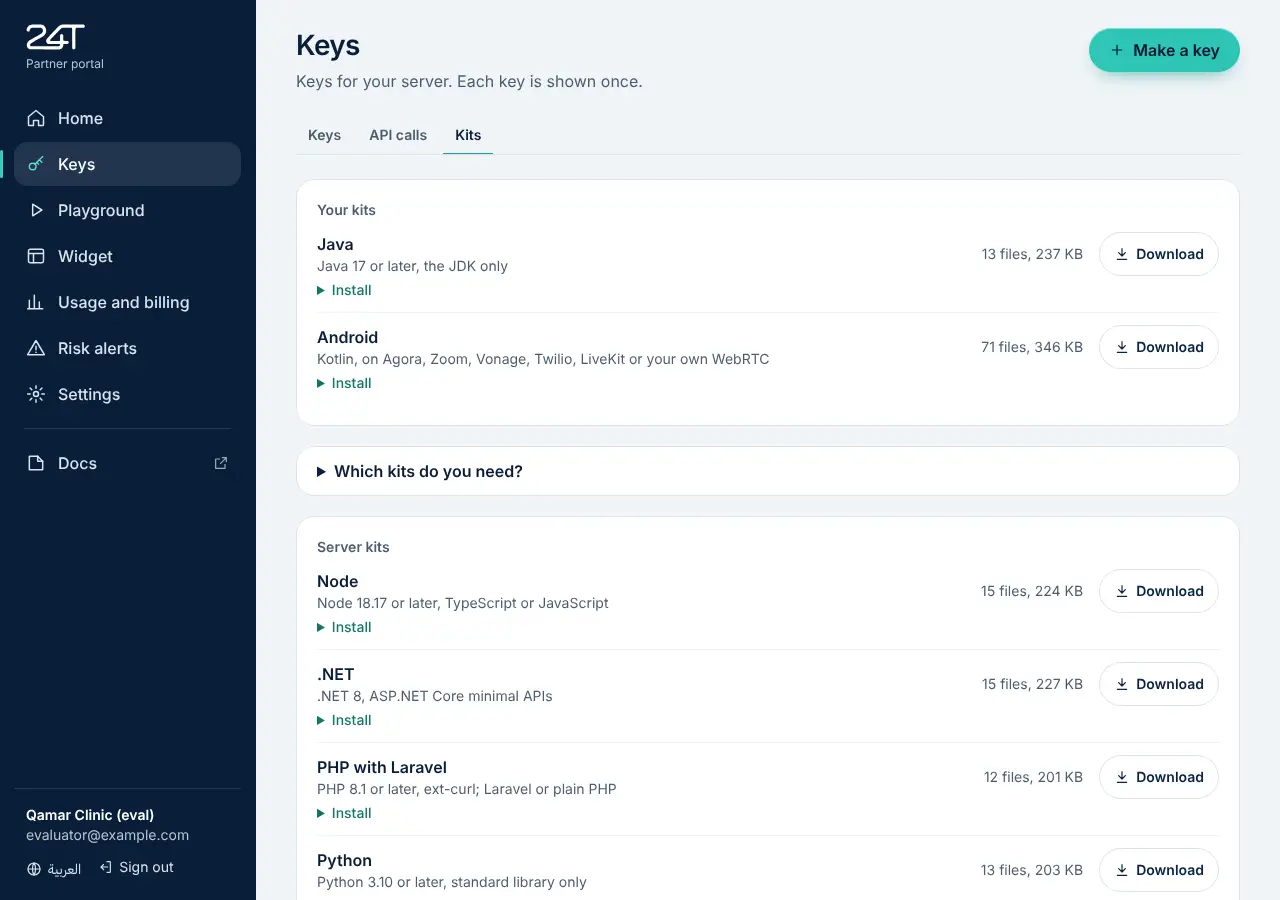 24T
Partner portal
Home
Keys
Playground
Widget
Usage and billing
Risk alerts
Settings
Docs
Qamar Clinic (eval)
evaluator@example.com
العربية
Sign out
Keys
Keys for your server. Each key is shown once.
+ Make a key
Keys API calls Kits
Your kits
Java
Java 17 or later, the JDK only
Install
13 files, 237 KB Download
Android
Kotlin, on Agora, Zoom, Vonage, Twilio, LiveKit or your own WebRTC
Install
71 files, 346 KB Download
Which kits do you need?
Server kits
Node
Node 18.17 or later, TypeScript or JavaScript
Install
15 files, 224 KB Download
.NET
.NET 8, ASP.NET Core minimal APIs
Install
15 files, 227 KB Download
PHP with Laravel
PHP 8.1 or later, ext-curl; Laravel or plain PHP
Install
12 files, 201 KB Download
Python
Python 3.10 or later, standard library only
13 files, 203 KB Download